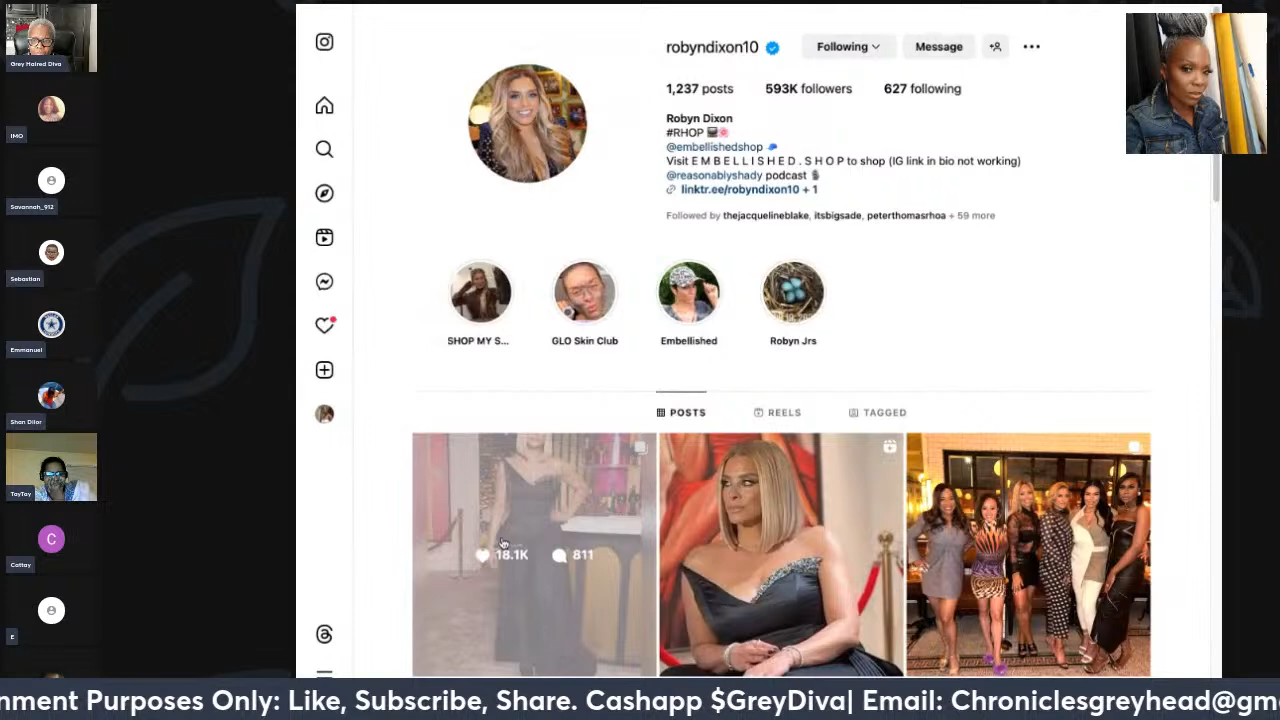 Grey Haired Diva
IMO
Savannah_912
Sebastian
Emmanuel
Shan Dilor
TayToy
C
Cattay
E
robyndixon10
Following
Message
1,237 posts
593K followers
627 following
Robyn Dixon
#RHOP
@embellishedshop
Visit E M B E L L I S H E D . S H O P to shop (IG link in bio not working)
@reasonablyshady podcast
linktr.ee/robyndixon10 + 1
Followed by thejacquelineblake, itsbigsade, peterthomasrhoa + 59 more
SHOP MY S...
GLO Skin Club
Embellished
Robyn Jrs
POSTS
REELS
TAGGED
18.1K
811
nment Purposes Only: Like, Subscribe, Share. Cashapp $GreyDiva| Email: Chroniclesgreyhead@gm